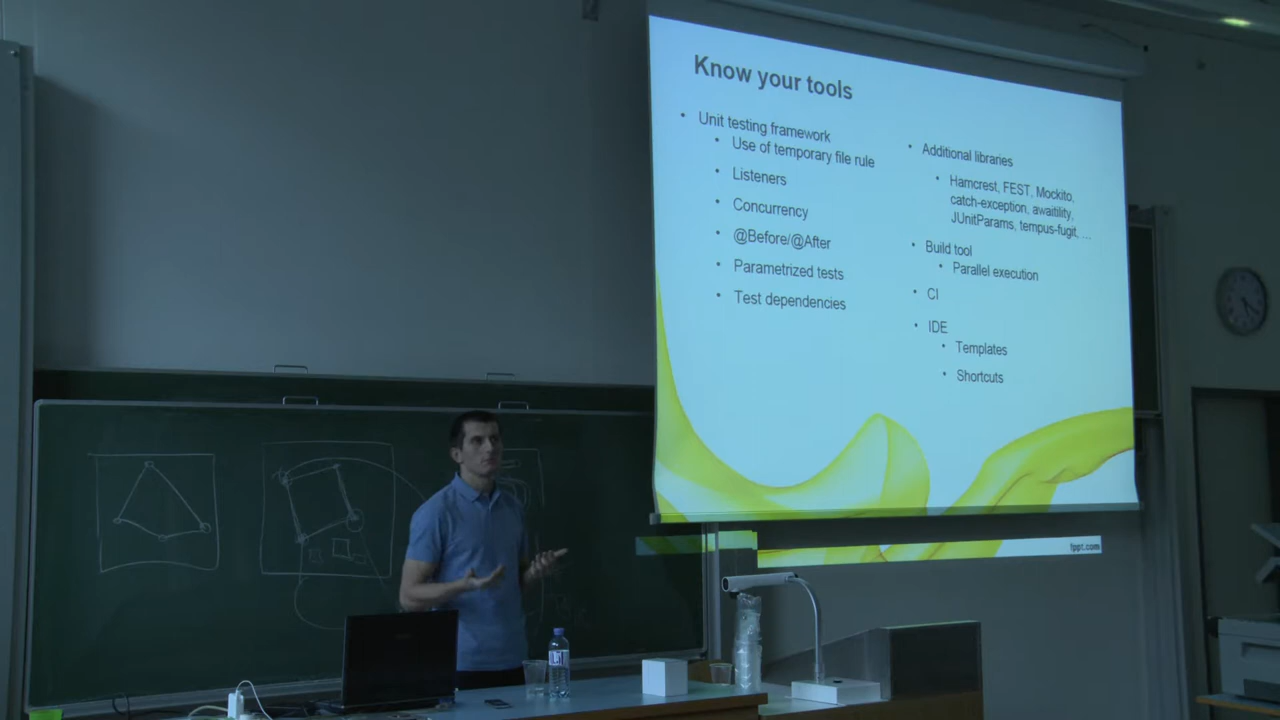 Know your tools
Unit testing framework
Use of temporary file rule
Listeners
Concurrency
@Before/@After
Parametrized tests
Test dependencies
Additional libraries
Hamcrest, FEST, Mockito,
catch-exception, awaitility,
JUnitParams, tempus-fugit, ...
Build tool
Parallel execution
CI
IDE
Templates
Shortcuts
fppt.com